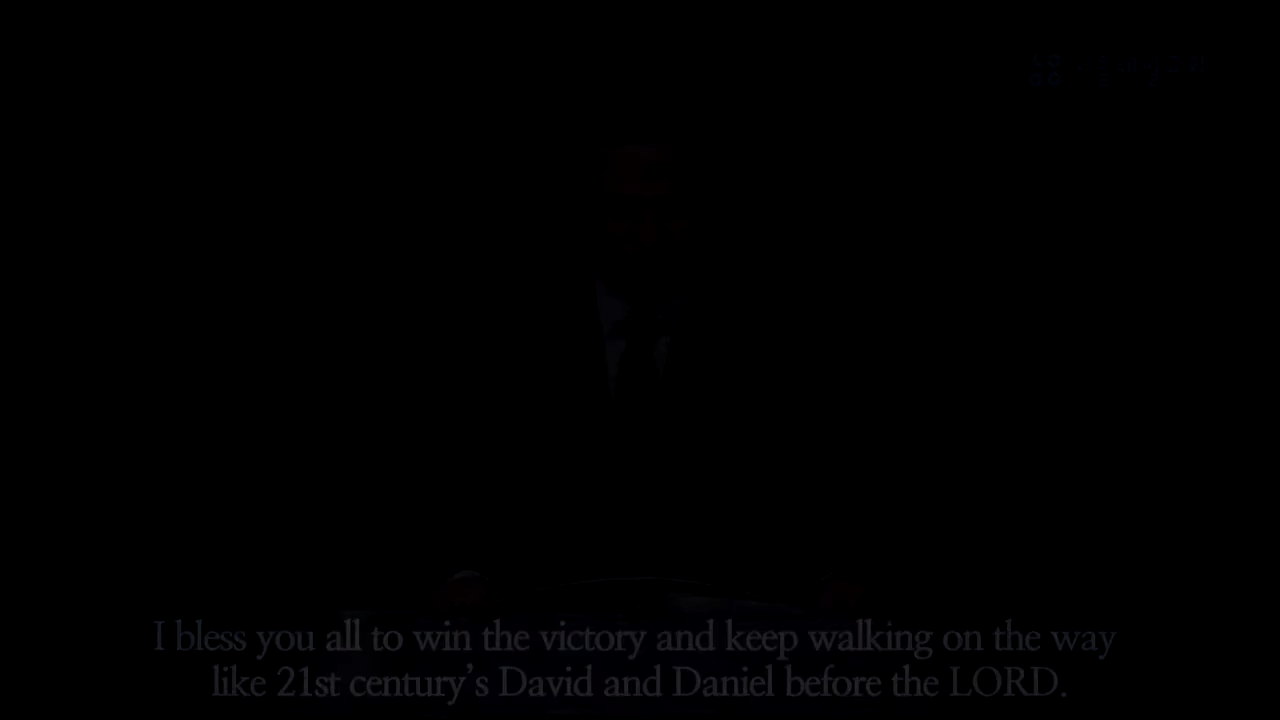 I bless you all to win the victory and keep walking on the way
like 21st century’s David and Daniel before the LORD.